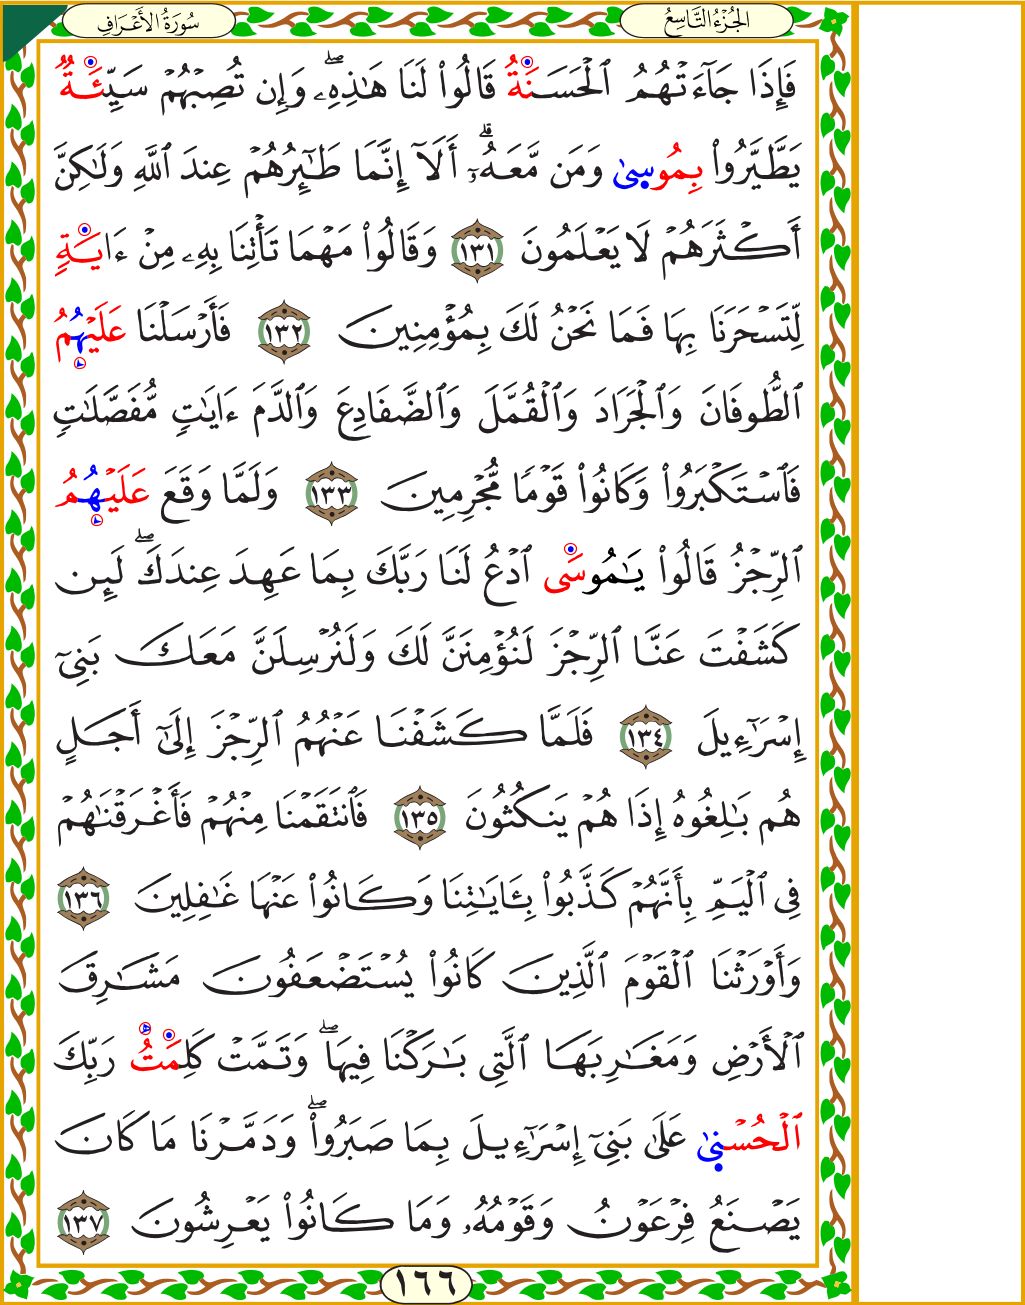 الجُزْءُ التَّاسِعُ
سُورَةُ الأَعْرَافِ
فَإِذَا جَآءَتْهُمُ ٱلْحَسَنَةُ قَالُوا۟ لَنَا هَـٰذِهِۦۖ وَإِن تُصِبْهُمْ سَيِّئَةٌ
يَطَّيَّرُوا۟ بِمُوسىٰ وَمَن مَّعَهُۥٓۗ أَلَآ إِنَّمَا طَـٰٓئِرُهُمْ عِندَ ٱللَّهِ وَلَـٰكِنَّ
أَكْثَرَهُمْ لَا يَعْلَمُونَ ١٣١ وَقَالُوا۟ مَهْمَا تَأْتِنَا بِهِۦ مِنْ ءَايَةٍ
لِّتَسْحَرَنَا بِهَا فَمَا نَحْنُ لَكَ بِمُؤْمِنِينَ ١٣٢ فَأَرْسَلْنَا عَلَيْهُمُ
ٱلطُّوفَانَ وَٱلْجَرَادَ وَٱلْقُمَّلَ وَٱلضَّفَادِعَ وَٱلدَّمَ ءَايَـٰتٍ مُّفَصَّلَـٰتٍ
فَٱسْتَكْبَرُوا۟ وَكَانُوا۟ قَوْمًا مُّجْرِمِينَ ١٣٣ وَلَمَّا وَقَعَ عَلَيْهُمُ
ٱلرِّجْزُ قَالُوا۟ يَـٰمُوسَى ٱدْعُ لَنَا رَبَّكَ بِمَا عَهِدَ عِندَكَۖ لَئِن
كَشَفْتَ عَنَّا ٱلرِّجْزَ لَنُؤْمِنَنَّ لَكَ وَلَنُرْسِلَنَّ مَعَكَ بَنِىٓ
إِسْرَـٰٓءِيلَ ١٣٤ فَلَمَّا كَشَفْنَا عَنْهُمُ ٱلرِّجْزَ إِلَىٰٓ أَجَلٍ
هُم بَـٰلِغُوهُ إِذَا هُمْ يَنكُثُونَ ١٣٥ فَٱنتَقَمْنَا مِنْهُمْ فَأَغْرَقْنَـٰهُمْ
فِى ٱلْيَمِّ بِأَنَّهُمْ كَذَّبُوا۟ بِـَٔايَـٰتِنَا وَكَانُوا۟ عَنْهَا غَـٰفِلِينَ ١٣٦
وَأَوْرَثْنَا ٱلْقَوْمَ ٱلَّذِينَ كَانُوا۟ يُسْتَضْعَفُونَ مَشَـٰرِقَ
ٱلْأَرْضِ وَمَغَـٰرِبَهَا ٱلَّتِى بَـٰرَكْنَا فِيهَاۖ وَتَمَّتْ كَلِمَتُ رَبِّكَ
ٱلْحُسْنىٰ عَلَىٰ بَنِىٓ إِسْرَـٰٓءِيلَ بِمَا صَبَرُوا۟ۖ وَدَمَّرْنَا مَا كَانَ
يَصْنَعُ فِرْعَوْنُ وَقَوْمُهُۥ وَمَا كَانُوا۟ يَعْرِشُونَ ١٣٧
١٦٦